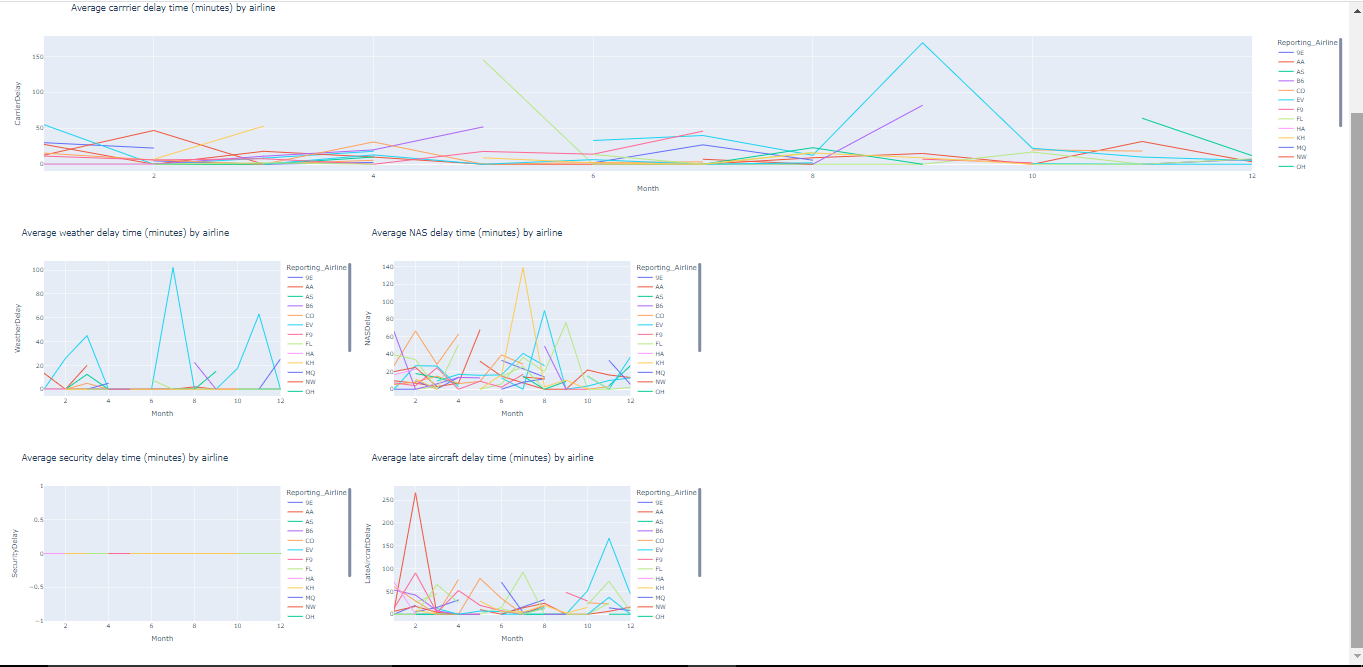 Average carrrier delay time (minutes) by airline
CarrierDelay
150
100
50
0
2
4
6
8
10
12
Month
Reporting_Airline
9E
AA
AS
B6
CO
EV
F9
FL
HA
KH
MQ
NW
OH
Average weather delay time (minutes) by airline
WeatherDelay
100
80
60
40
20
0
2
4
6
8
10
12
Month
Reporting_Airline
9E
AA
AS
B6
CO
EV
F9
FL
HA
KH
MQ
NW
OH
Average NAS delay time (minutes) by airline
NASDelay
140
120
100
80
60
40
20
0
2
4
6
8
10
12
Month
Reporting_Airline
9E
AA
AS
B6
CO
EV
F9
FL
HA
KH
MQ
NW
OH
Average security delay time (minutes) by airline
SecurityDelay
1
0.5
0
−0.5
−1
2
4
6
8
10
12
Month
Reporting_Airline
9E
AA
AS
B6
CO
EV
F9
FL
HA
KH
MQ
NW
OH
Average late aircraft delay time (minutes) by airline
LateAircraftDelay
250
200
150
100
50
0
2
4
6
8
10
12
Month
Reporting_Airline
9E
AA
AS
B6
CO
EV
F9
FL
HA
KH
MQ
NW
OH